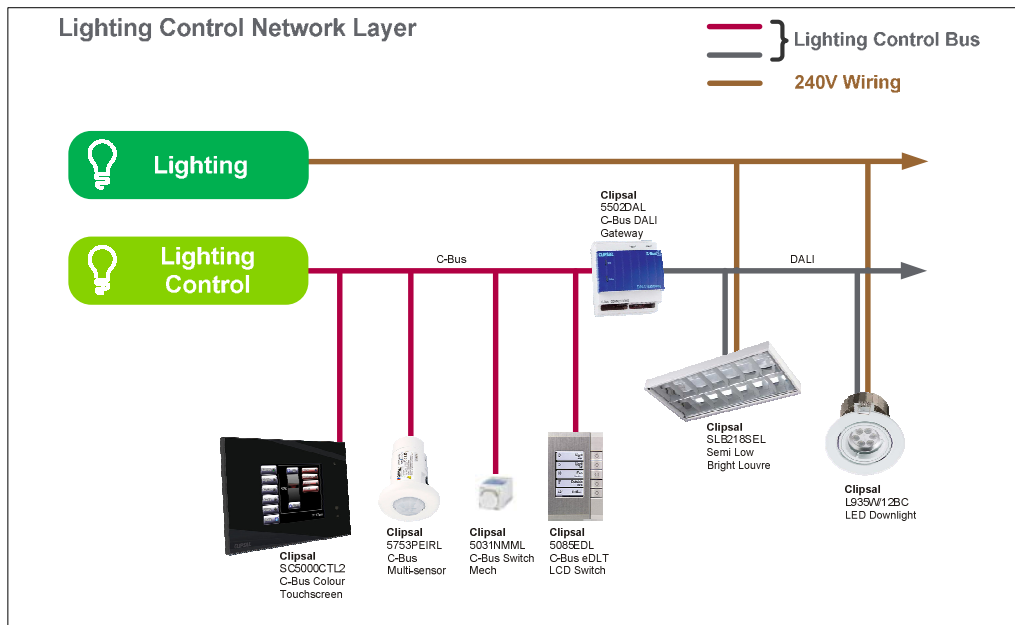 Lighting Control Network Layer
Lighting Control Bus
240V Wiring
Lighting
Clipsal
5502DAL
C-Bus DALI
Gateway
Lighting
Control
C-Bus
DALI
Clipsal
SLB218SEL
Semi Low
Bright Louvre
Clipsal
L935W/12BC
LED Downlight
Clipsal
SC5000CTL2
C-Bus Colour
Touchscreen
Clipsal
5753PEIRL
C-Bus
Multi-sensor
Clipsal
5031NMML
C-Bus Switch
Mech
Clipsal
5085EDL
C-Bus eDLT
LCD Switch